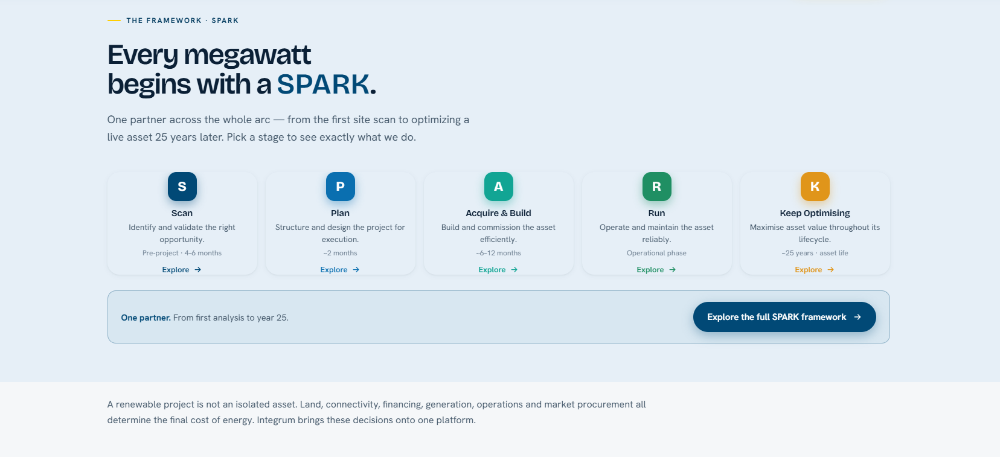 THE FRAMEWORK · SPARK
Every megawatt
begins with a SPARK.
One partner across the whole arc — from the first site scan to optimizing a
live asset 25 years later. Pick a stage to see exactly what we do.
S
Scan
Identify and validate the right
opportunity.
Pre-project · 4–6 months
Explore →
P
Plan
Structure and design the project for
execution.
~2 months
Explore →
A
Acquire & Build
Build and commission the asset
efficiently.
~6–12 months
Explore →
R
Run
Operate and maintain the asset
reliably.
Operational phase
Explore →
K
Keep Optimising
Maximise asset value throughout its
lifecycle.
~25 years · asset life
Explore →
One partner. From first analysis to year 25.
Explore the full SPARK framework →
A renewable project is not an isolated asset. Land, connectivity, financing, generation, operations and market procurement all
determine the final cost of energy. Integrum brings these decisions onto one platform.